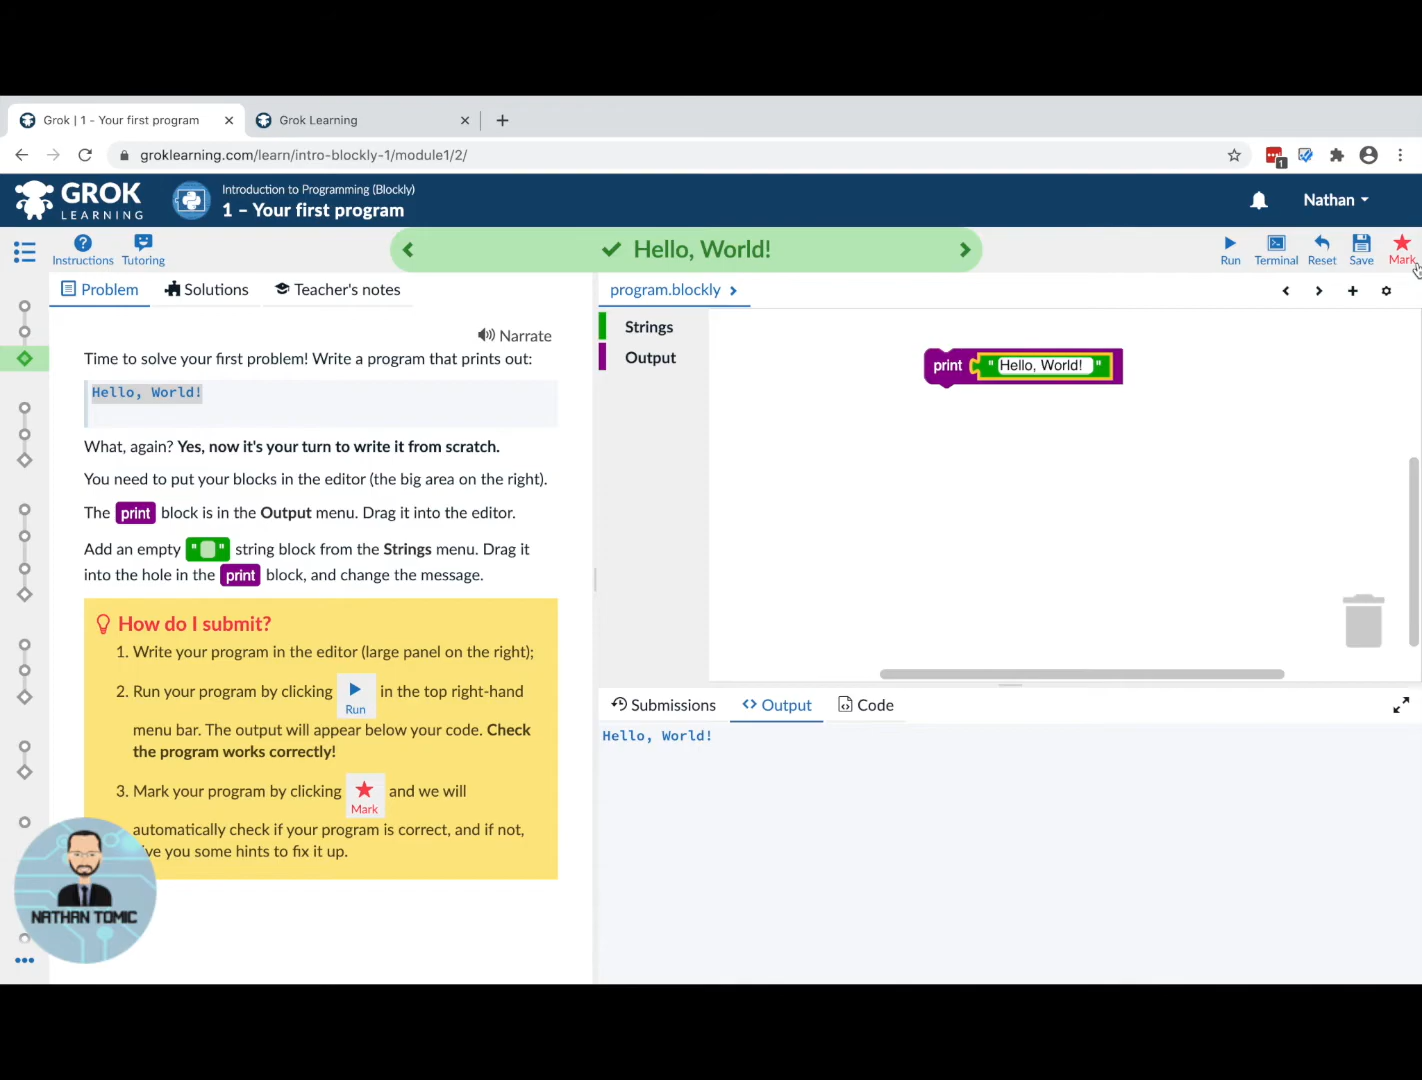 Grok | 1 - Your first program
Grok Learning
groklearning.com/learn/intro-blockly-1/module1/2/
1
GROK
LEARNING
Introduction to Programming (Blockly)
1 – Your first program
Nathan
Instructions
Tutoring
Hello, World!
Run
Terminal
Reset
Save
Mark
Problem
Solutions
Teacher's notes
program.blockly
Narrate
Time to solve your first problem! Write a program that prints out:
Hello, World!
What, again? Yes, now it's your turn to write it from scratch.
You need to put your blocks in the editor (the big area on the right).
The print block is in the Output menu. Drag it into the editor.
Add an empty " " string block from the Strings menu. Drag it
into the hole in the print block, and change the message.
How do I submit?
1. Write your program in the editor (large panel on the right);
2. Run your program by clicking Run in the top right-hand
menu bar. The output will appear below your code. Check
the program works correctly!
3. Mark your program by clicking Mark and we will
automatically check if your program is correct, and if not,
ve you some hints to fix it up.
NATHAN TOMIC
Strings
Output
print " Hello, World! "
Submissions
Output
Code
Hello, World!